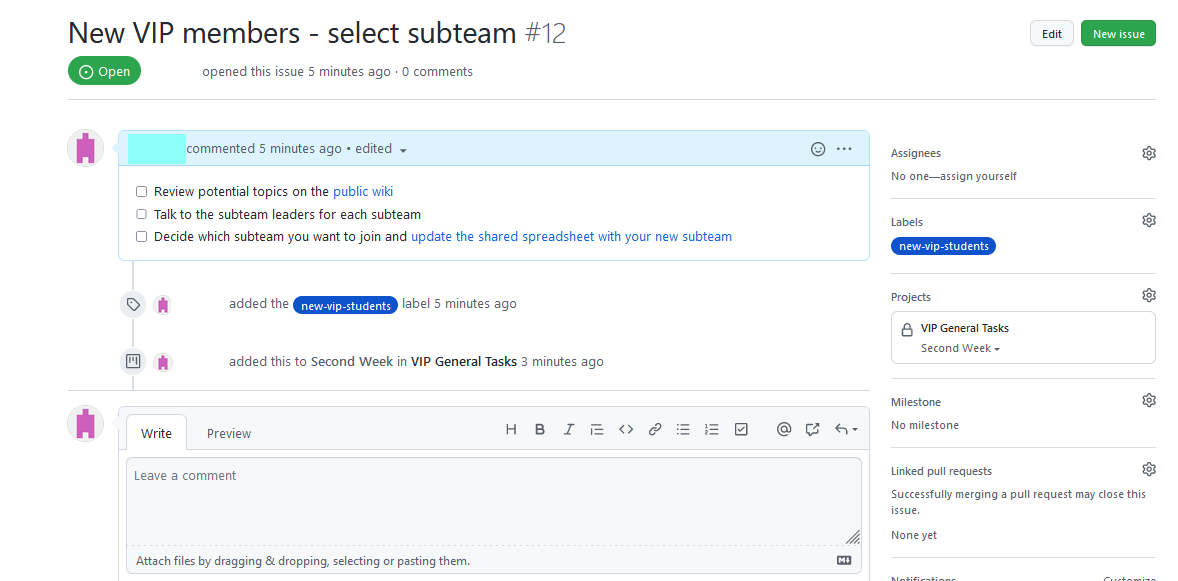 New VIP members - select subteam #12
Edit
New issue
Open
opened this issue 5 minutes ago · 0 comments
commented 5 minutes ago • edited
Review potential topics on the public wiki
Talk to the subteam leaders for each subteam
Decide which subteam you want to join and update the shared spreadsheet with your new subteam
added the new-vip-students label 5 minutes ago
added this to Second Week in VIP General Tasks 3 minutes ago
Write
Preview
H B I
Leave a comment
Attach files by dragging & dropping, selecting or pasting them.
Assignees
No one—assign yourself
Labels
new-vip-students
Projects
VIP General Tasks
Second Week
Milestone
No milestone
Linked pull requests
Successfully merging a pull request may close this
issue.
None yet
Notifications
Customize